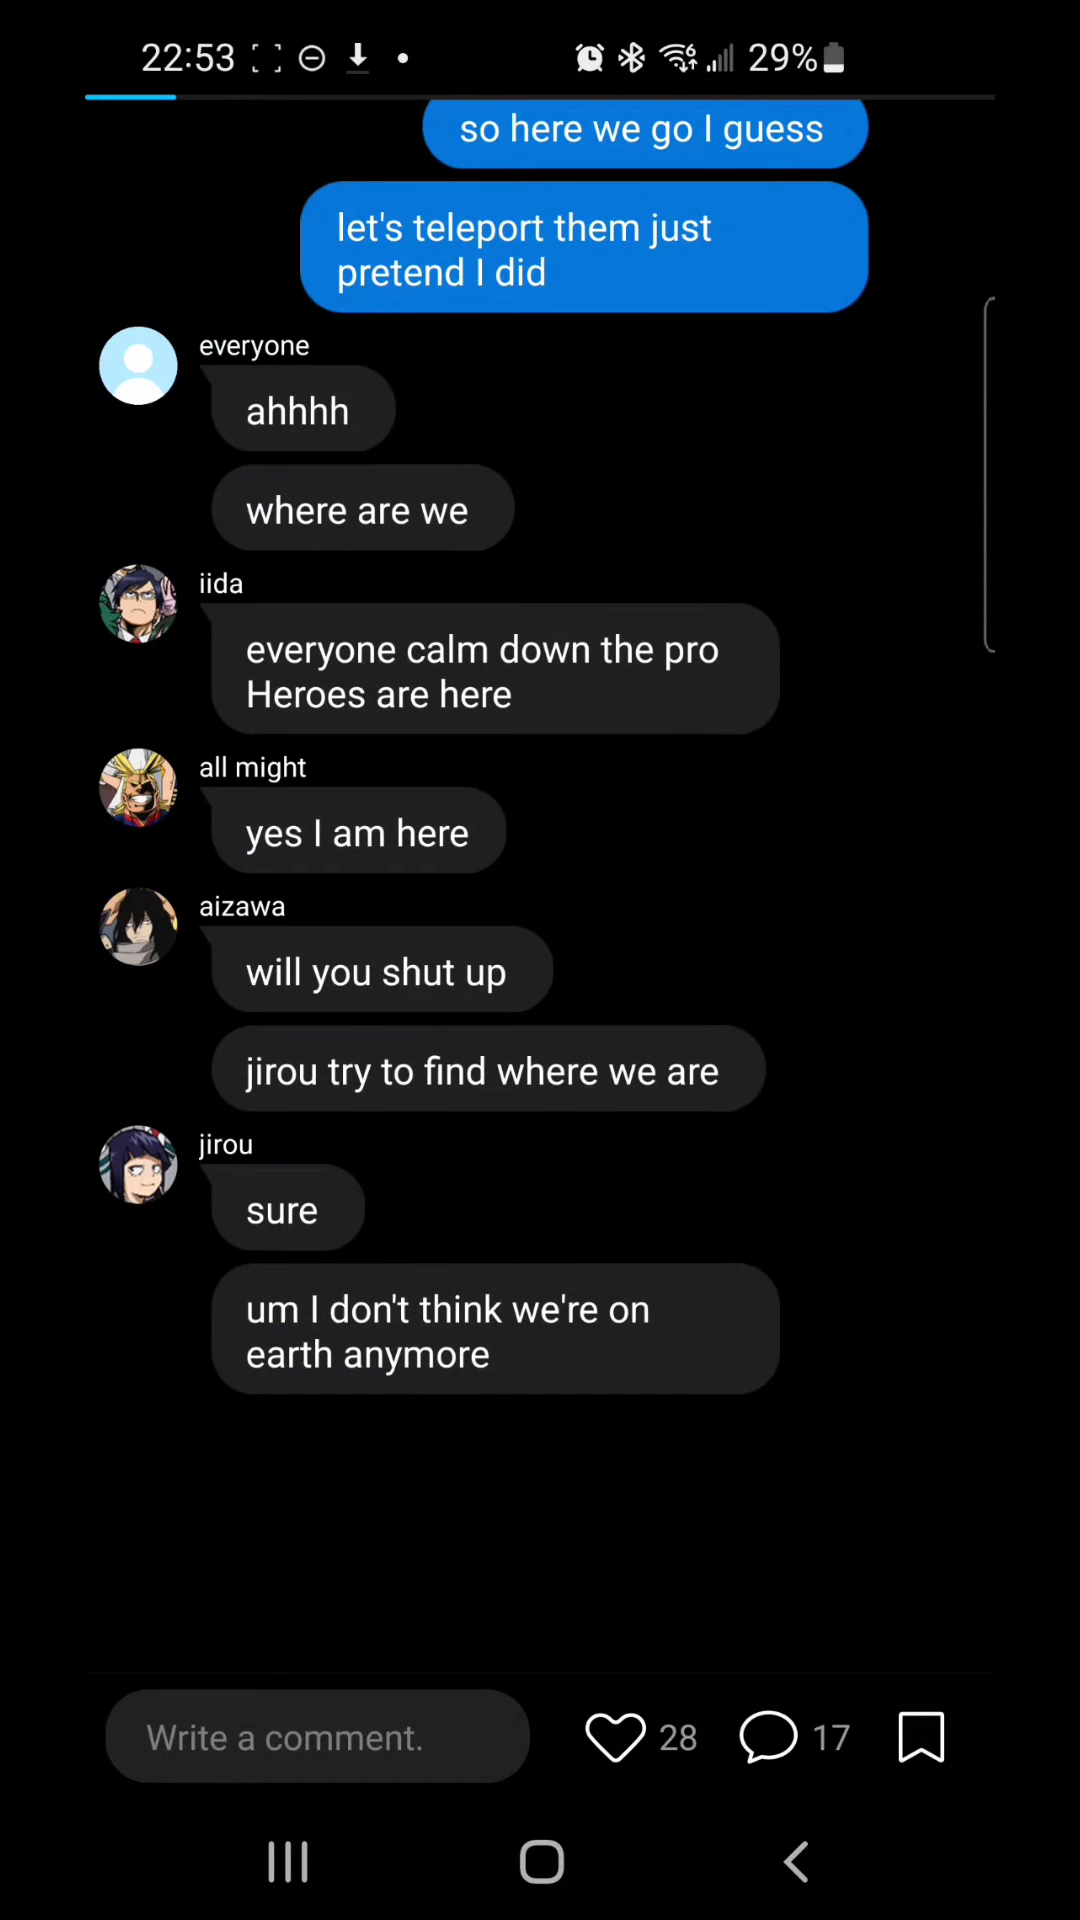 22:53
29%
so here we go I guess
let's teleport them just
pretend I did
everyone
ahhhh
where are we
iida
everyone calm down the pro
Heroes are here
all might
yes I am here
aizawa
will you shut up
jirou try to find where we are
jirou
sure
um I don't think we're on
earth anymore
Write a comment.
28
17